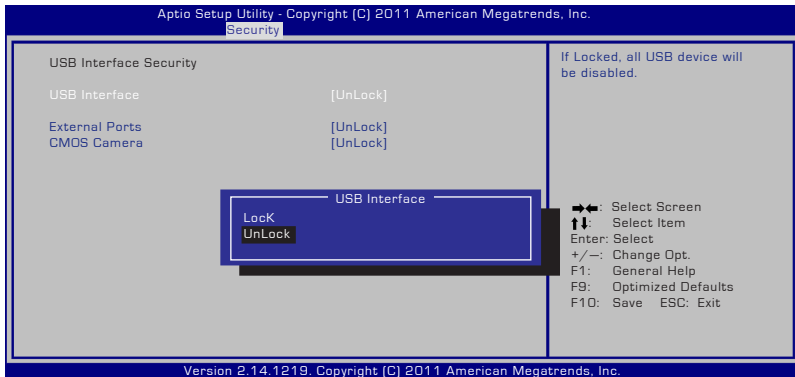 Aptio Setup Utility - Copyright (C) 2011 American Megatrends, Inc.
Security
USB Interface Security
USB Interface [UnLock]
External Ports [UnLock]
CMOS Camera [UnLock]
USB Interface
LocK
UnLock
If Locked, all USB device will
be disabled.
→←: Select Screen
↑↓: Select Item
Enter: Select
+/—: Change Opt.
F1: General Help
F9: Optimized Defaults
F10: Save ESC: Exit
Version 2.14.1219. Copyright (C) 2011 American Megatrends, Inc.